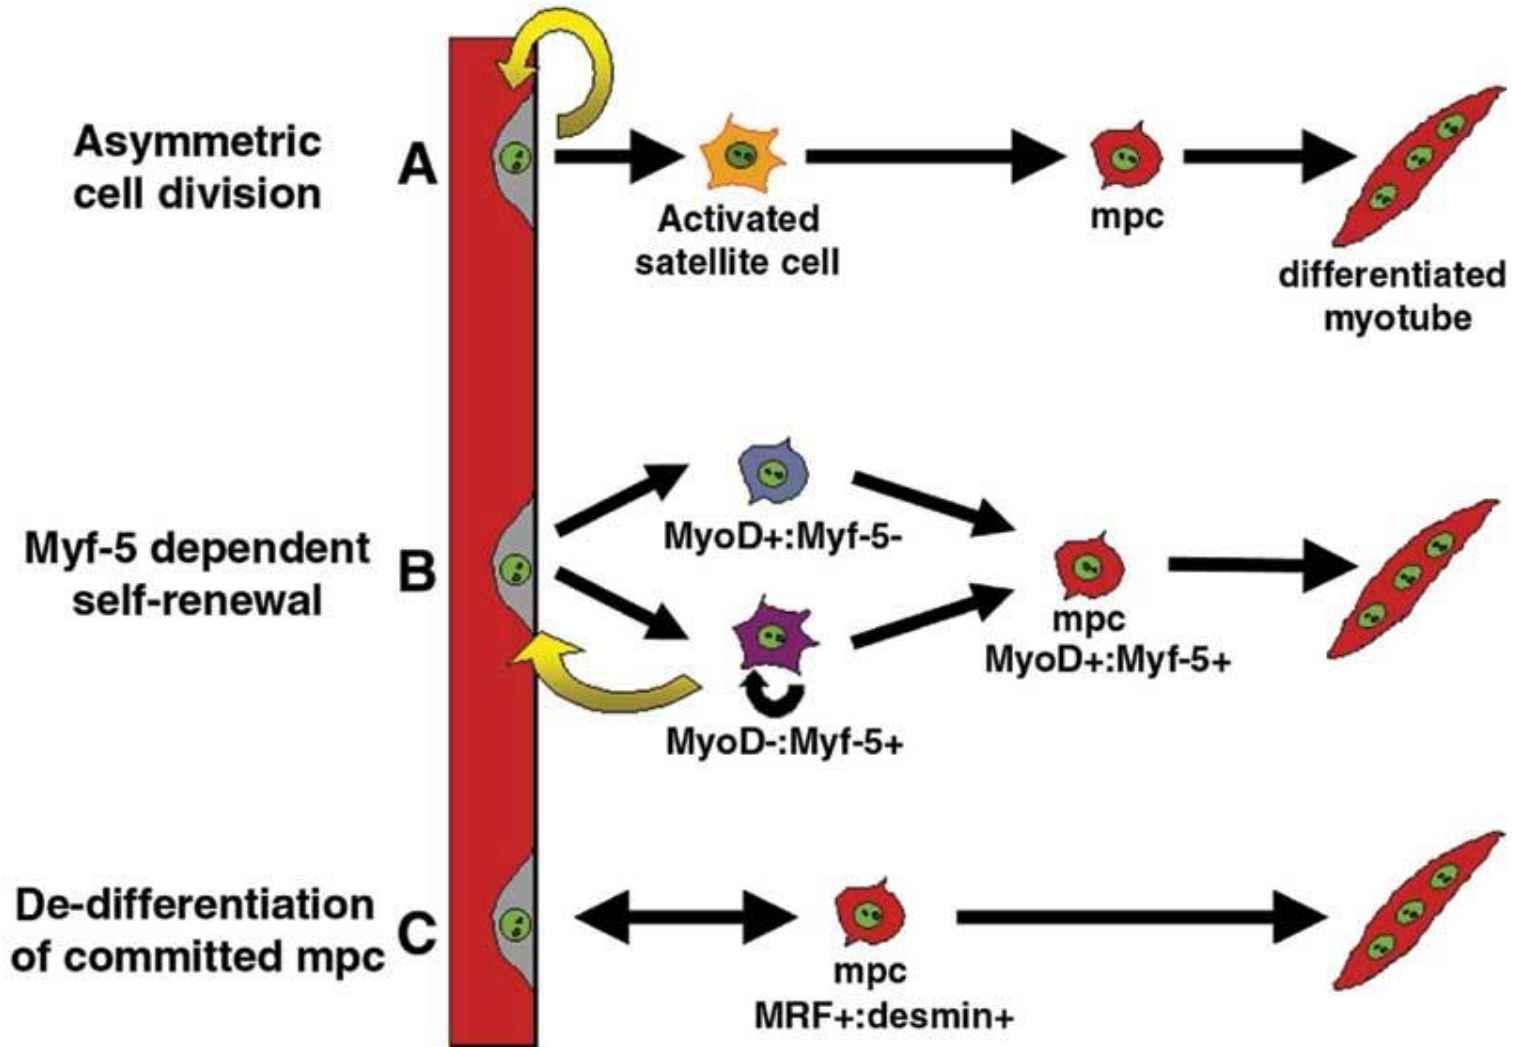 Asymmetric
cell division
A
Activated
satellite cell
mpc
differentiated
myotube
Myf-5 dependent
self-renewal
B
MyoD+:Myf-5-
MyoD-:Myf-5+
mpc
MyoD+:Myf-5+
De-differentiation
of committed mpc
C
mpc
MRF+:desmin+